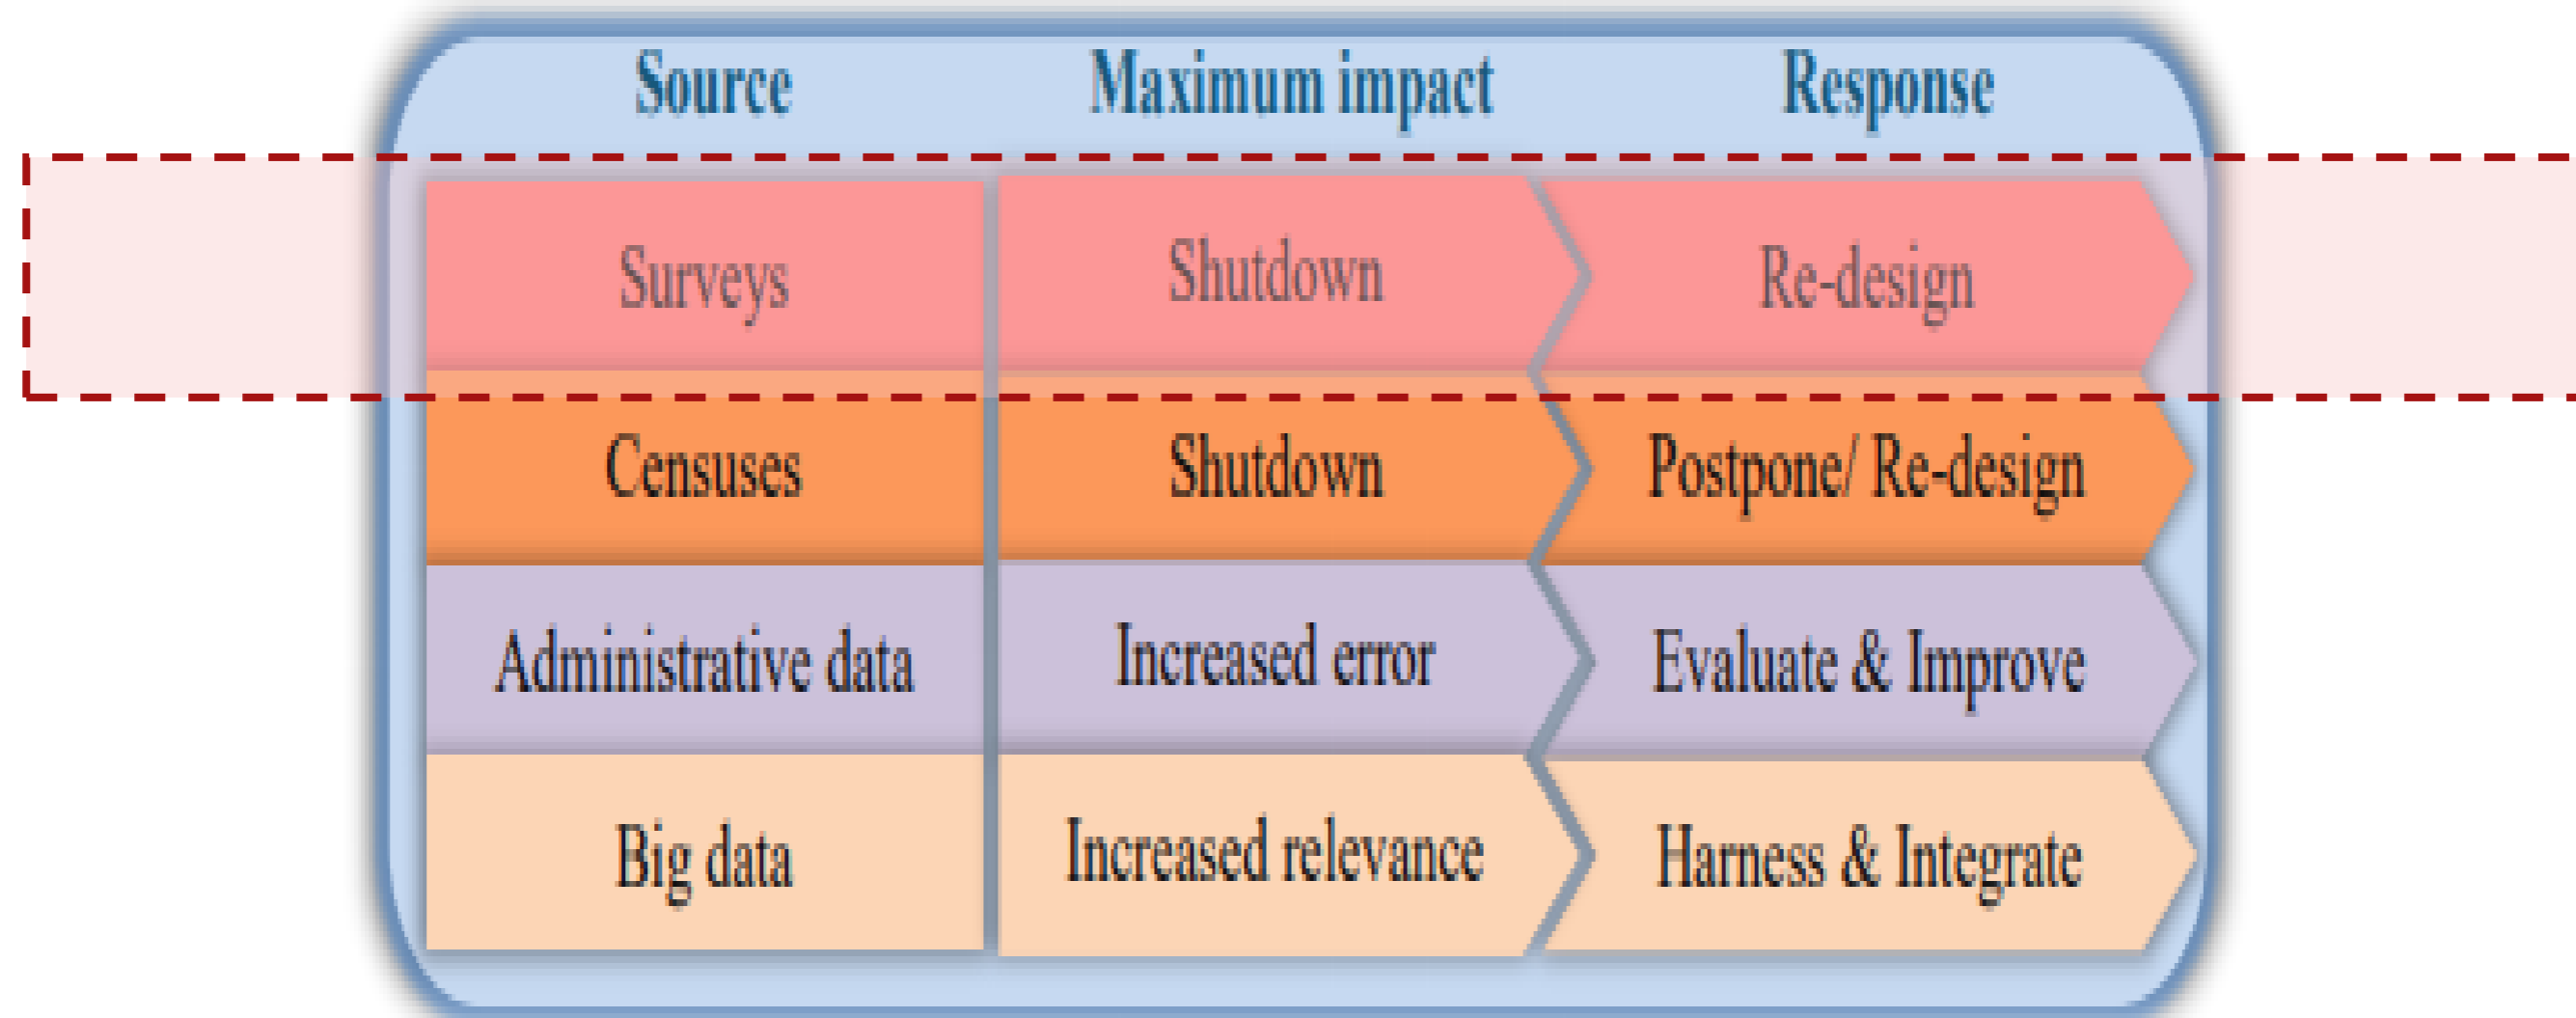 Source Maximum impact Response
Surveys Shutdown Re-design
Censuses Shutdown Postpone/ Re-design
Administrative data Increased error Evaluate & Improve
Big data Increased relevance Harness & Integrate